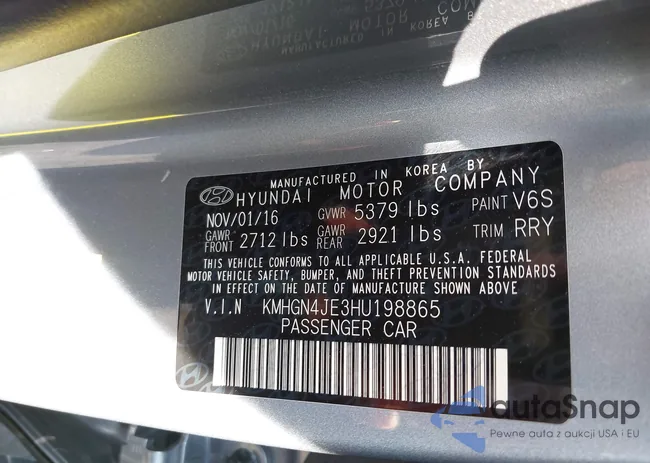 MANUFACTURED IN KOREA BY
HYUNDAI MOTOR COMPANY
NOV/01/16 GVWR 5379 lbs PAINT V6S
GAWR FRONT 2712 lbs GAWR REAR 2921 lbs TRIM RRY
THIS VEHICLE CONFORMS TO ALL APPLICABLE U.S.A. FEDERAL
MOTOR VEHICLE SAFETY, BUMPER, AND THEFT PREVENTION STANDARDS
IN EFFECT ON THE DATE OF MANUFACTURE SHOWN ABOVE
V.I.N KMHGN4JE3HU198865
PASSENGER CAR
autaSnap
Pewne auta z aukcji USA i EU